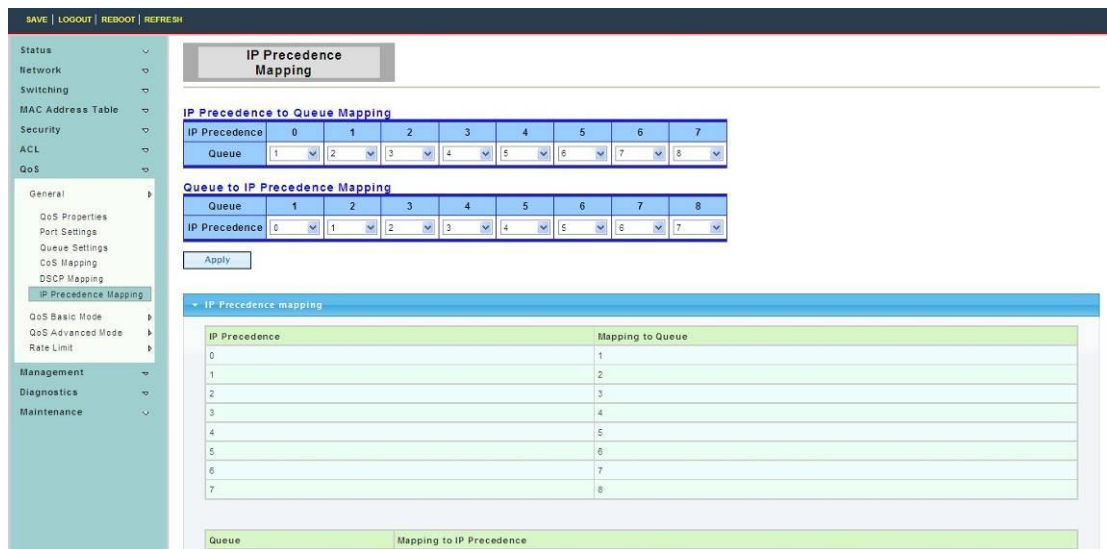 SAVE | LOGOUT | REBOOT | REFRESH
Status
Network
Switching
MAC Address Table
Security
ACL
QoS
General
QoS Properties
Port Settings
Queue Settings
CoS Mapping
DSCP Mapping
IP Precedence Mapping
QoS Basic Mode
QoS Advanced Mode
Rate Limit
Management
Diagnostics
Maintenance
IP Precedence
Mapping
IP Precedence to Queue Mapping
IP Precedence 0 1 2 3 4 5 6 7
Queue 1 2 3 4 5 6 7 8
Queue to IP Precedence Mapping
Queue 1 2 3 4 5 6 7 8
IP Precedence 0 1 2 3 4 5 6 7
Apply
IP Precedence mapping
IP Precedence Mapping to Queue
0 1
1 2
2 3
3 4
4 5
5 6
6 7
7 8
Queue Mapping to IP Precedence